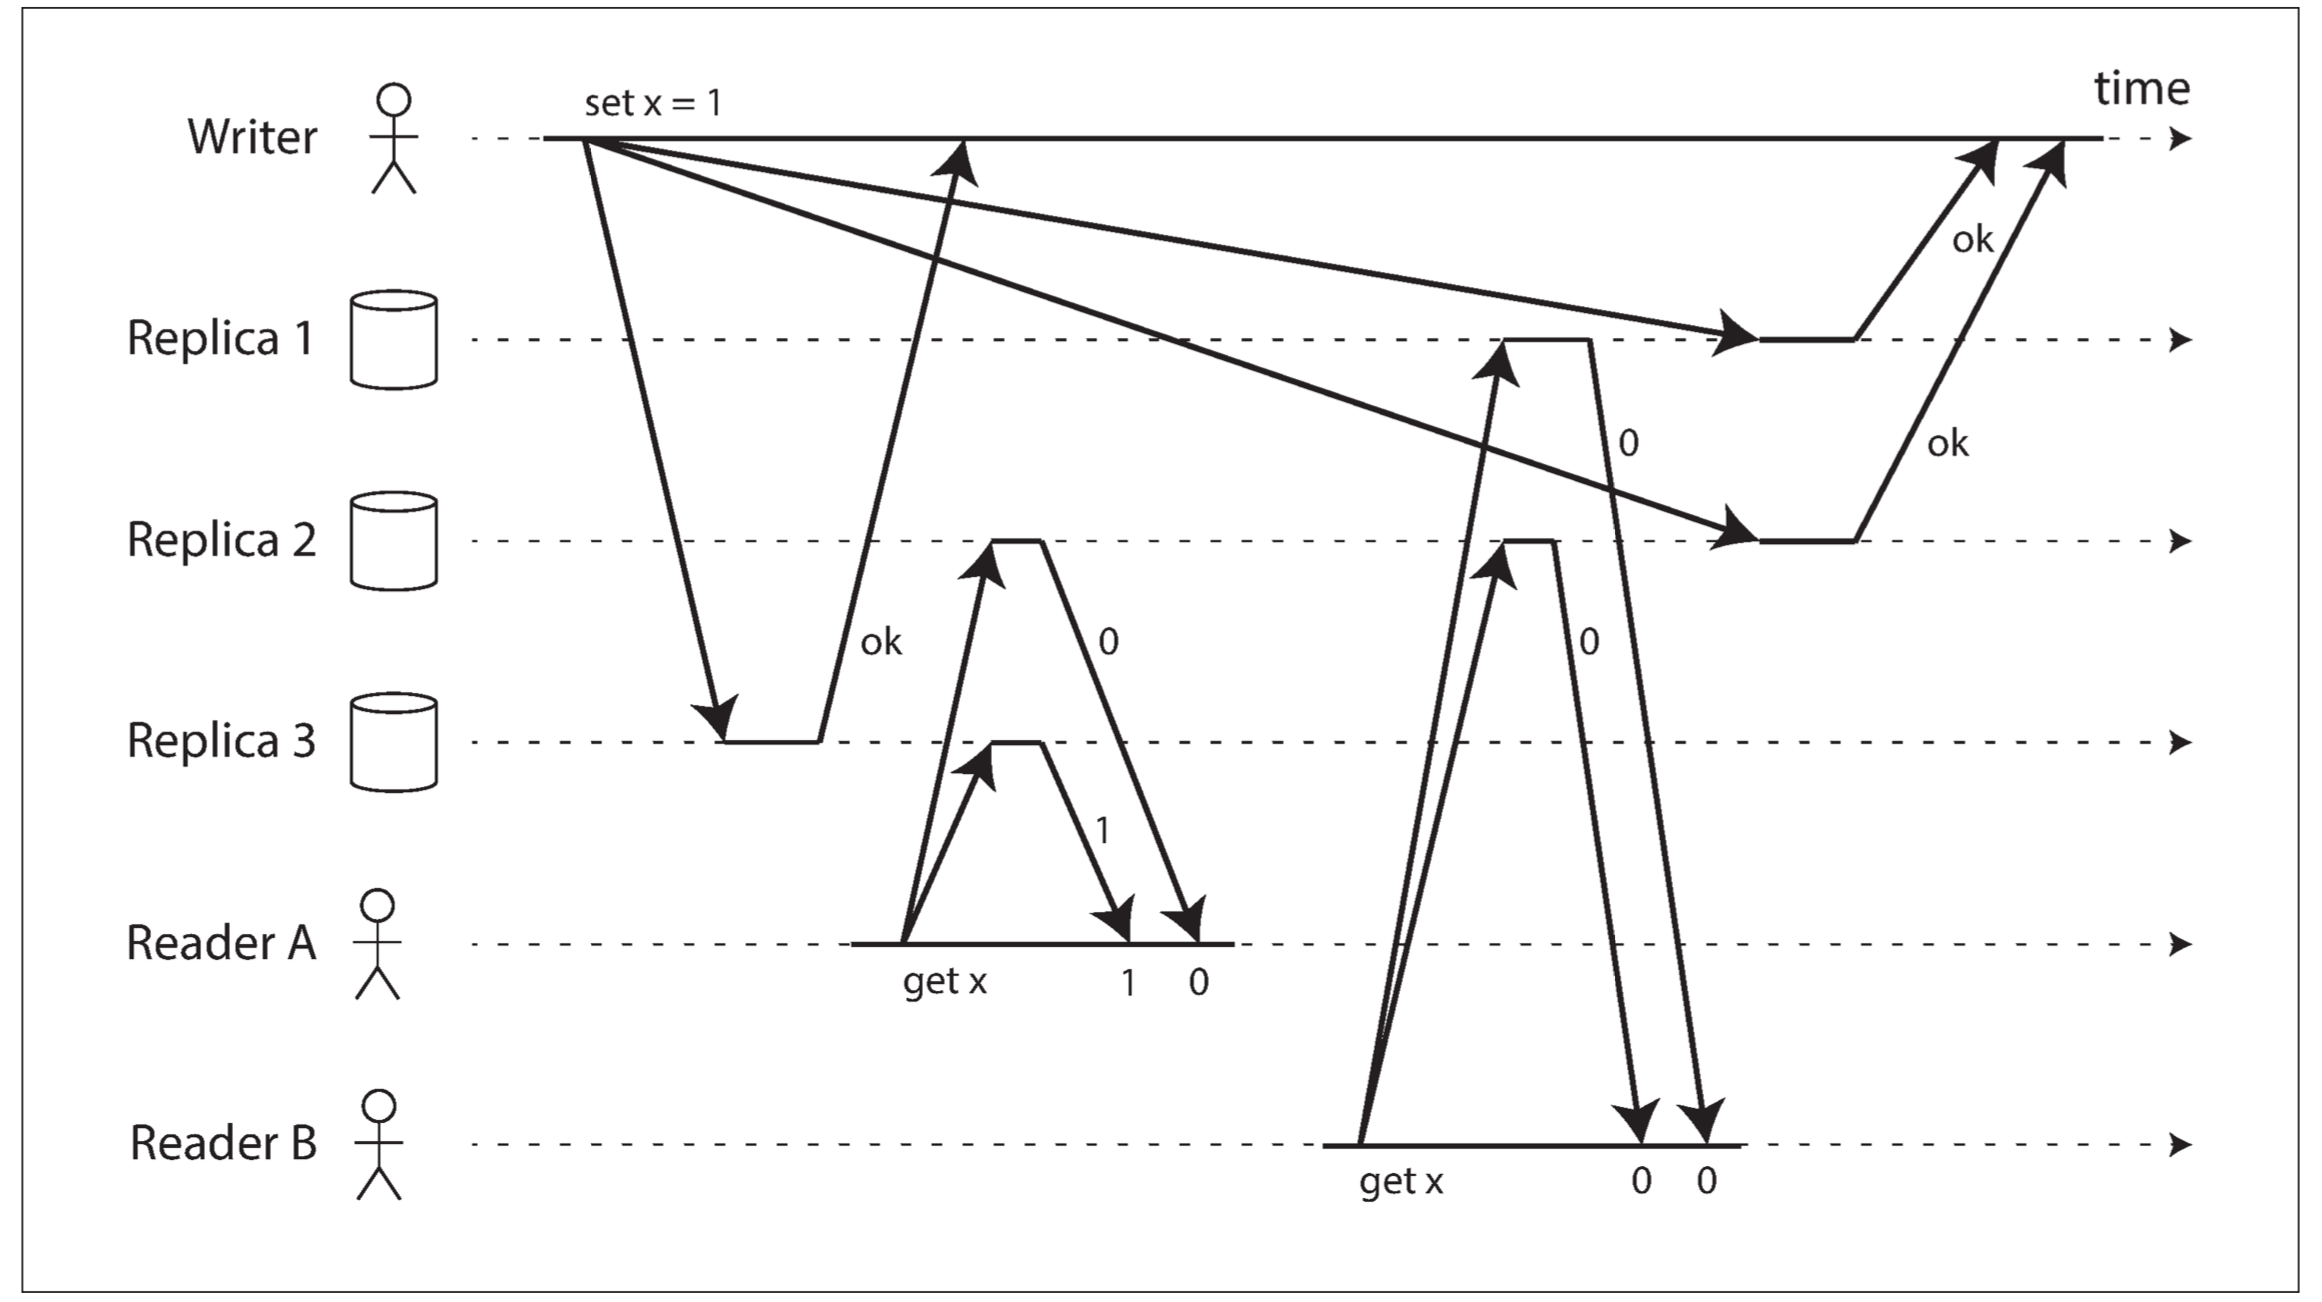 time
set x = 1
Writer
ok
Replica 1
0
ok
Replica 2
ok
0
0
Replica 3
1
Reader A
get x 1 0
Reader B
get x 0 0